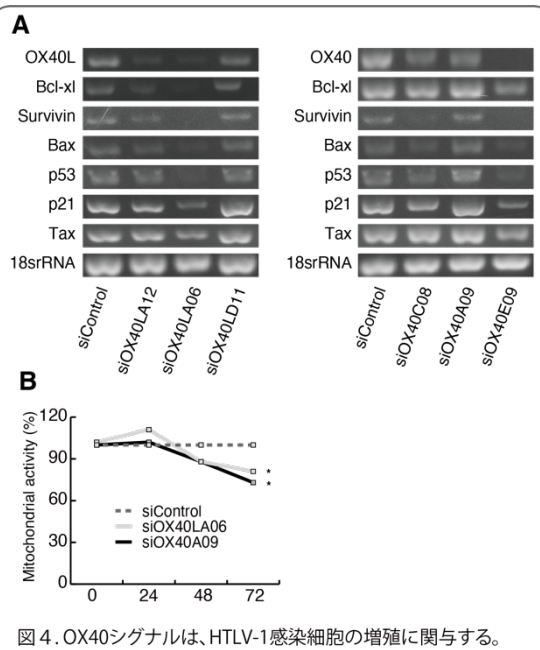 A
OX40L
Bcl-xl
Survivin
Bax
p53
p21
Tax
18srRNA
siControl
siOX40LA12
siOX40LA06
siOX40LD11
OX40
Bcl-xl
Survivin
Bax
p53
p21
Tax
18srRNA
siControl
siOX40C08
siOX40A09
siOX40E09
B
Mitochondrial activity (%)
120
90
60
30
0
0 24 48 72
*
*
siControl
siOX40LA06
siOX40A09
図４. OX40シグナルは、HTLV-1感染細胞の増殖に関与する。